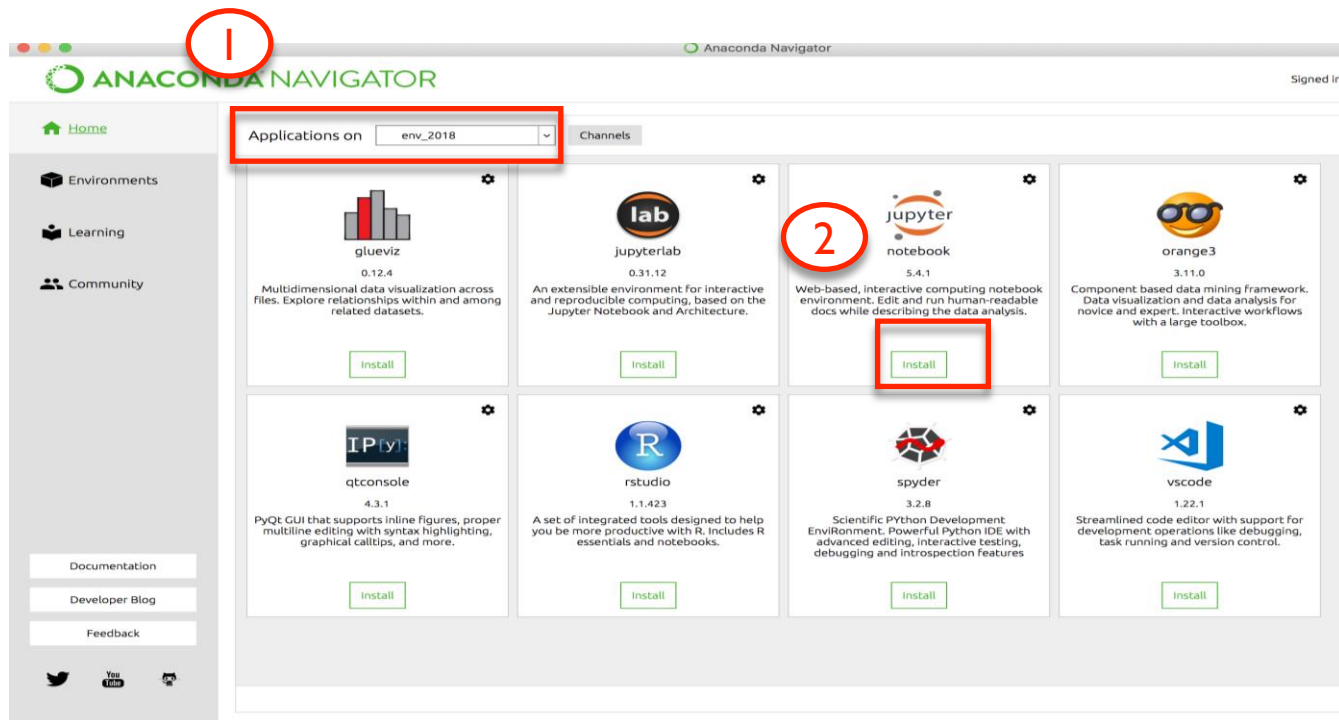 1
Anaconda Navigator
ANACONDA NAVIGATOR
Signed in
Home
Applications on env_2018 Channels
Environments
Learning
Community
glueviz
0.12.4
Multidimensional data visualization across
files. Explore relationships within and among
related datasets.
Install
lab
jupyterlab
0.31.12
An extensible environment for interactive
and reproducible computing, based on the
Jupyter Notebook and Architecture.
Install
2
jupyter
notebook
5.4.1
Web-based, interactive computing notebook
environment. Edit and run human-readable
docs while describing the data analysis.
Install
orange3
3.11.0
Component based data mining framework.
Data visualization and data analysis for
novice and expert. Interactive workflows
with a large toolbox.
Install
IP[y]:
qtconsole
4.3.1
PyQt GUI that supports inline figures, proper
multiline editing with syntax highlighting,
graphical calltips, and more.
Install
R
rstudio
1.1.423
A set of integrated tools designed to help
you be more productive with R. Includes R
essentials and notebooks.
Install
spyder
3.2.8
Scientific PYthon Development
EnviRonment. Powerful Python IDE with
advanced editing, interactive testing,
debugging and introspection features
Install
vscode
1.22.1
Streamlined code editor with support for
development operations like debugging,
task running and version control.
Install
Documentation
Developer Blog
Feedback
You
Tube